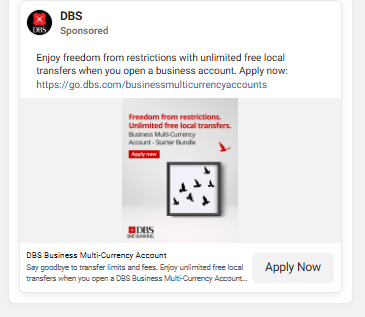 DBS
DBS
Sponsored
Enjoy freedom from restrictions with unlimited free local
transfers when you open a business account. Apply now:
https://go.dbs.com/businessmulticurrencyaccounts
Freedom from restrictions.
Unlimited free local transfers.
Business Multi-Currency
Account - Starter Bundle
Apply now
DBS
SME BANKING
DBS Business Multi-Currency Account
Say goodbye to transfer limits and fees. Enjoy unlimited free local
transfers when you open a DBS Business Multi-Currency Account...
Apply Now